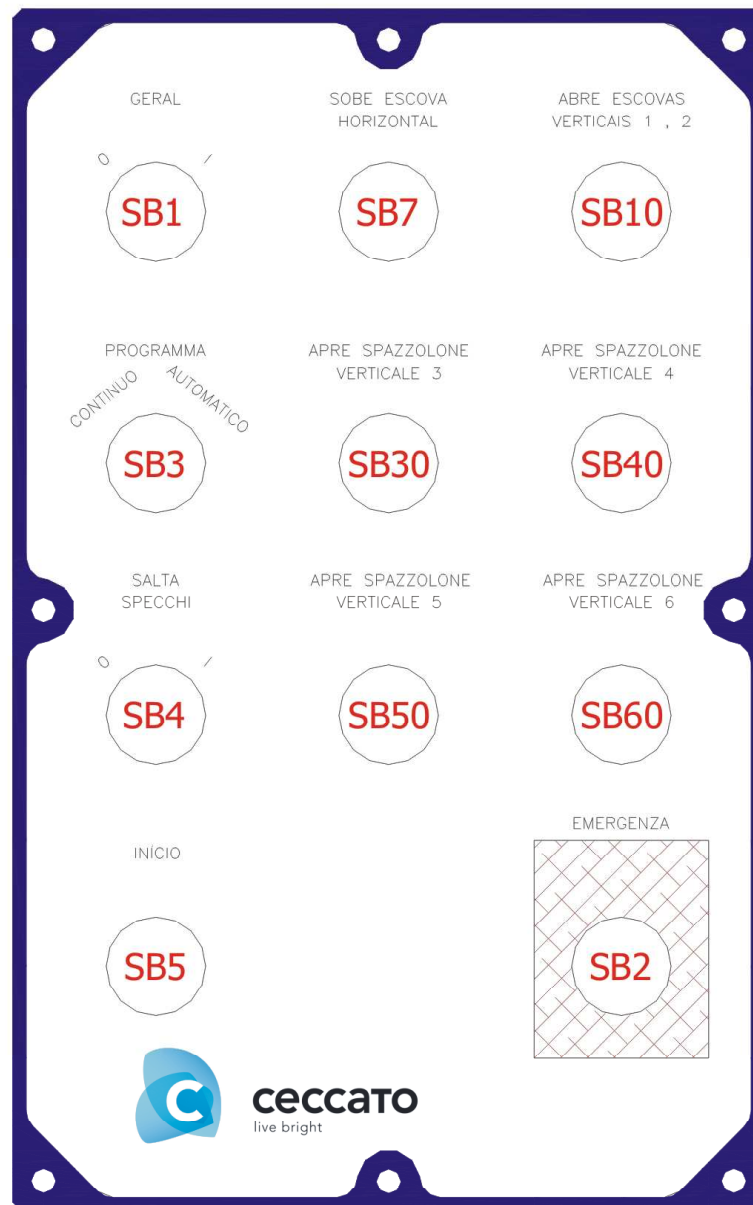 GERAL
O I
SB1
SOBE ESCOVA
HORIZONTAL
SB7
ABRE ESCOVAS
VERTICAIS 1 , 2
SB10
PROGRAMMA
CONTINUO AUTOMATICO
SB3
APRE SPAZZOLONE
VERTICALE 3
SB30
APRE SPAZZOLONE
VERTICALE 4
SB40
SALTA
SPECCHI
O I
SB4
APRE SPAZZOLONE
VERTICALE 5
SB50
APRE SPAZZOLONE
VERTICALE 6
SB60
INÍCIO
SB5
EMERGENZA
SB2
C
ceccato
live bright